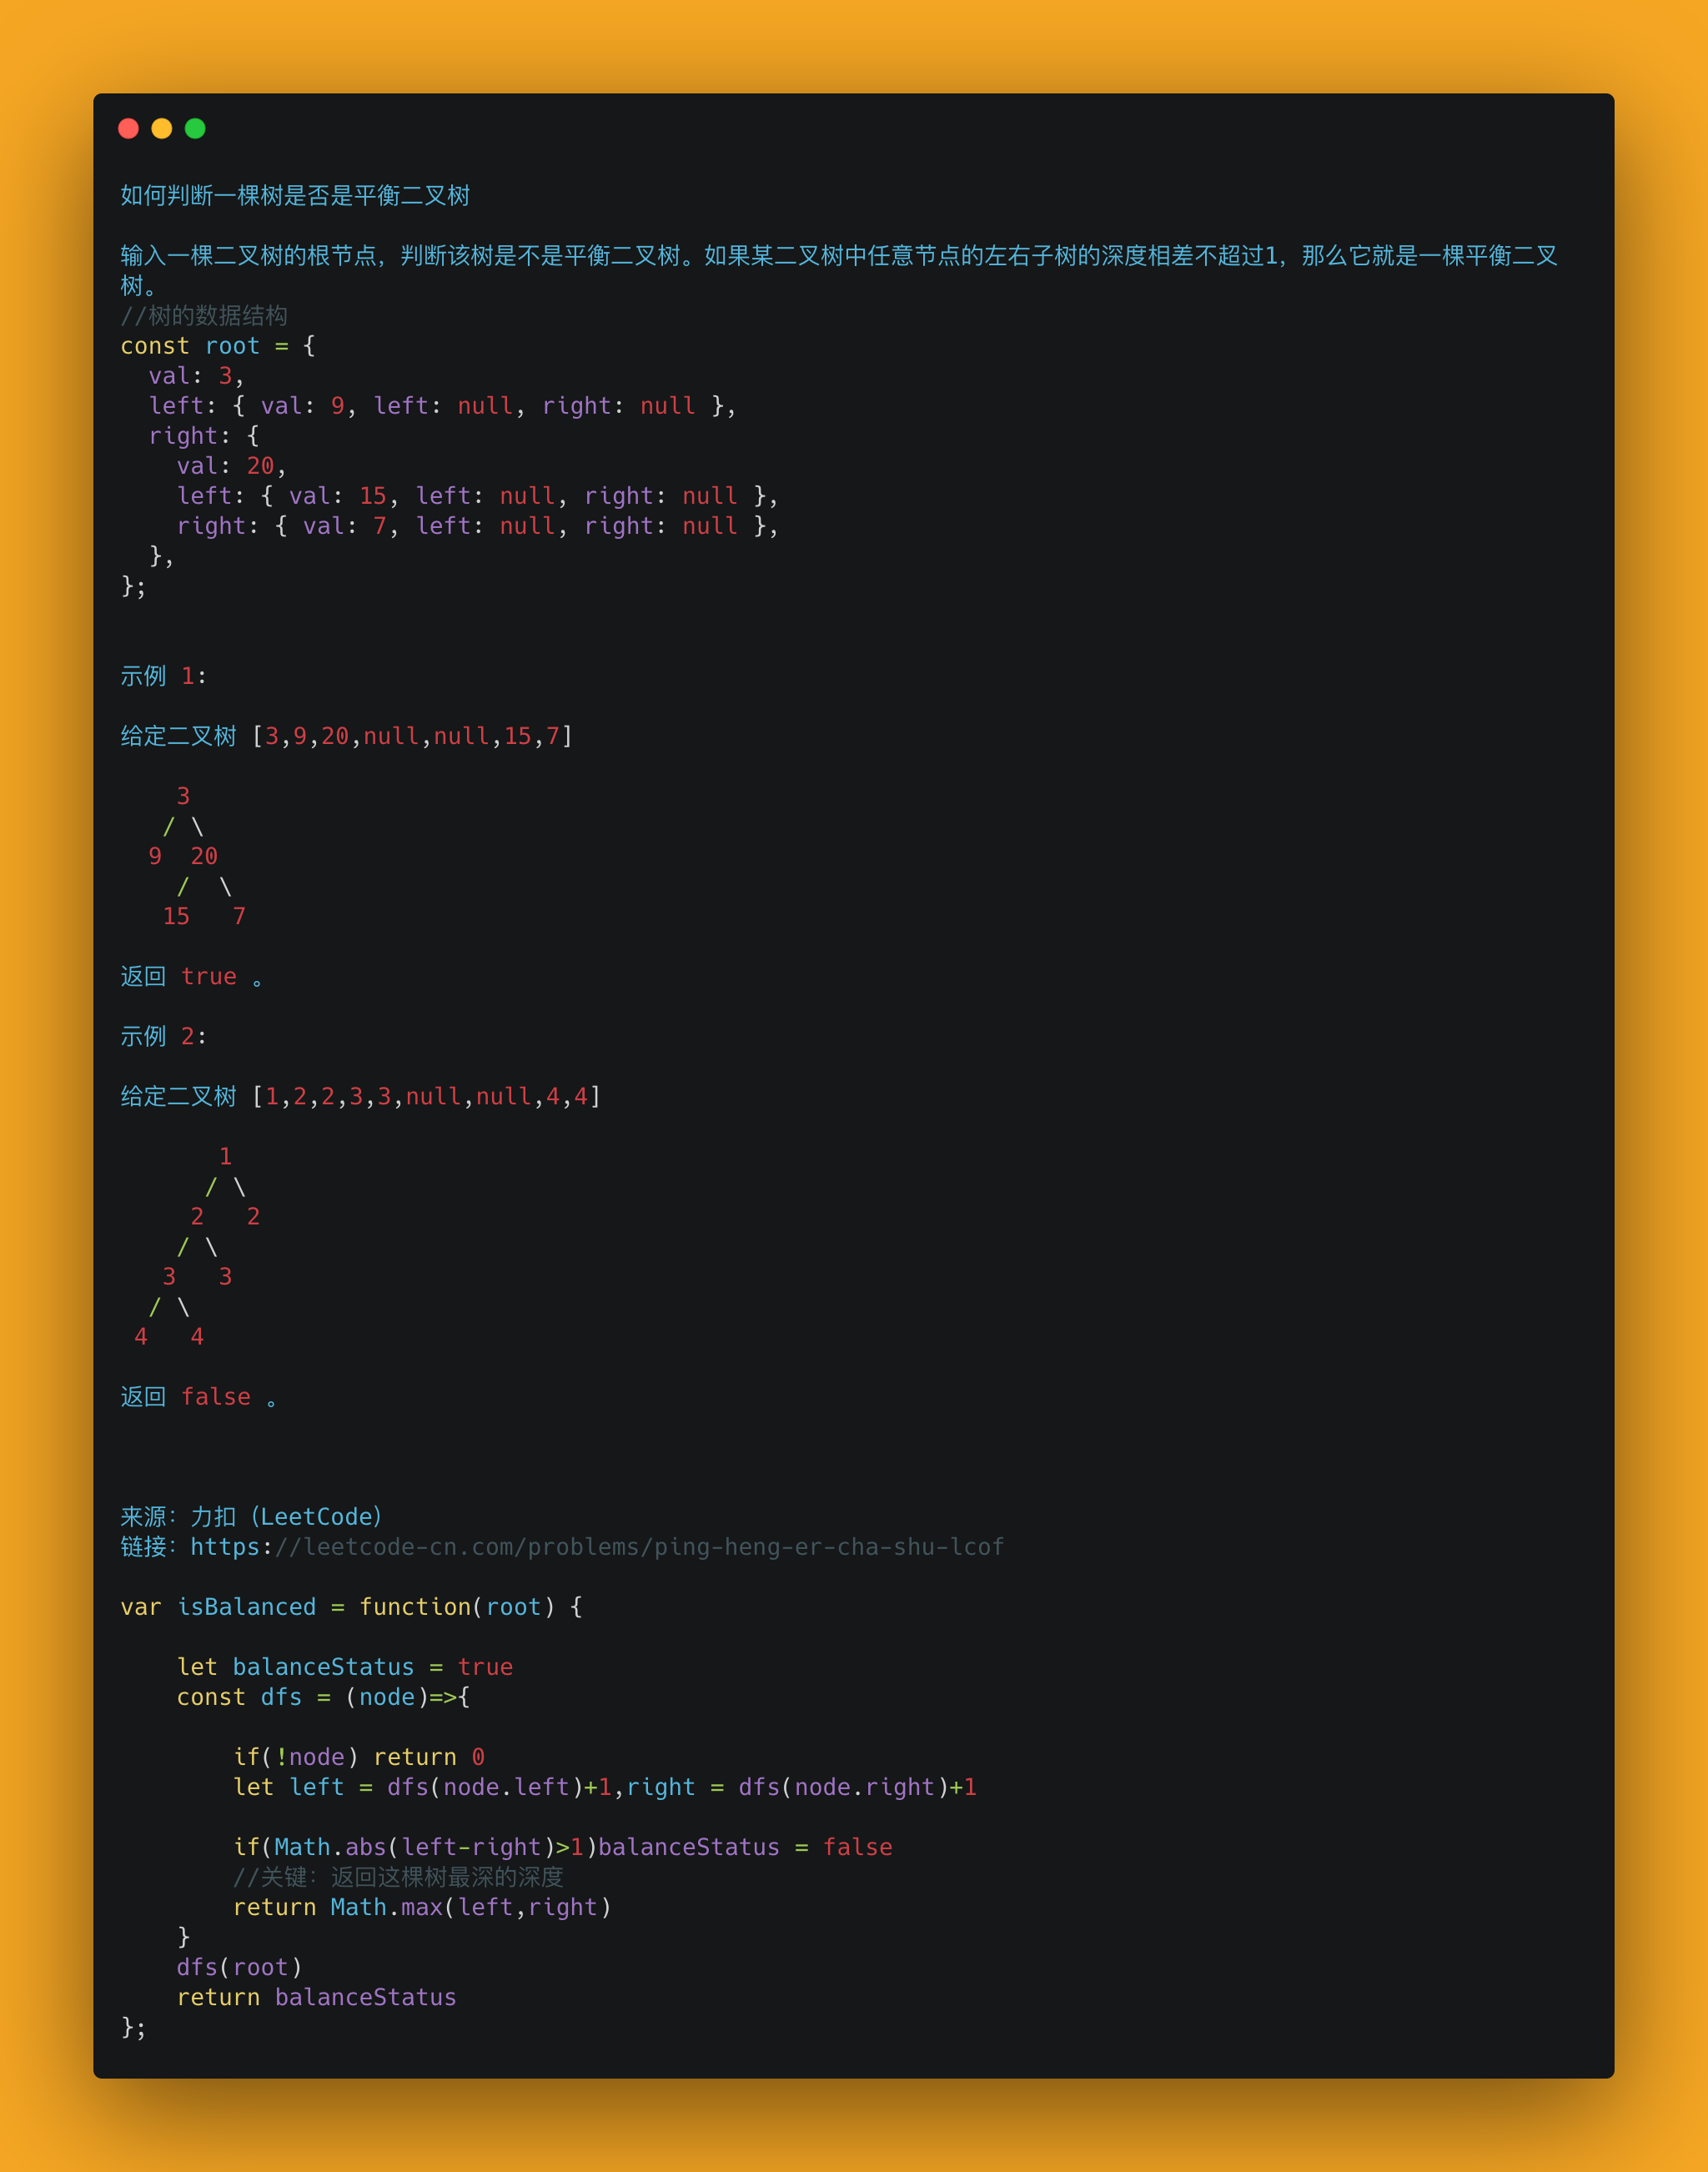 如何判断一棵树是否是平衡二叉树
输入一棵二叉树的根节点，判断该树是不是平衡二叉树。如果某二叉树中任意节点的左右子树的深度相差不超过1，那么它就是一棵平衡二叉
树。
//树的数据结构
const root = {
  val: 3,
  left: { val: 9, left: null, right: null },
  right: {
    val: 20,
    left: { val: 15, left: null, right: null },
    right: { val: 7, left: null, right: null },
  },
};
示例 1:
给定二叉树 [3,9,20,null,null,15,7]
    3
   / \
  9  20
    /  \
   15   7
返回 true 。
示例 2:
给定二叉树 [1,2,2,3,3,null,null,4,4]
       1
      / \
     2   2
    / \
   3   3
  / \
 4   4
返回 false 。
来源：力扣（LeetCode）
链接：https://leetcode-cn.com/problems/ping-heng-er-cha-shu-lcof
var isBalanced = function(root) {
    let balanceStatus = true
    const dfs = (node)=>{
        if(!node) return 0
        let left = dfs(node.left)+1,right = dfs(node.right)+1
        if(Math.abs(left-right)>1)balanceStatus = false
        //关键：返回这棵树最深的深度
        return Math.max(left,right)
    }
    dfs(root)
    return balanceStatus
};